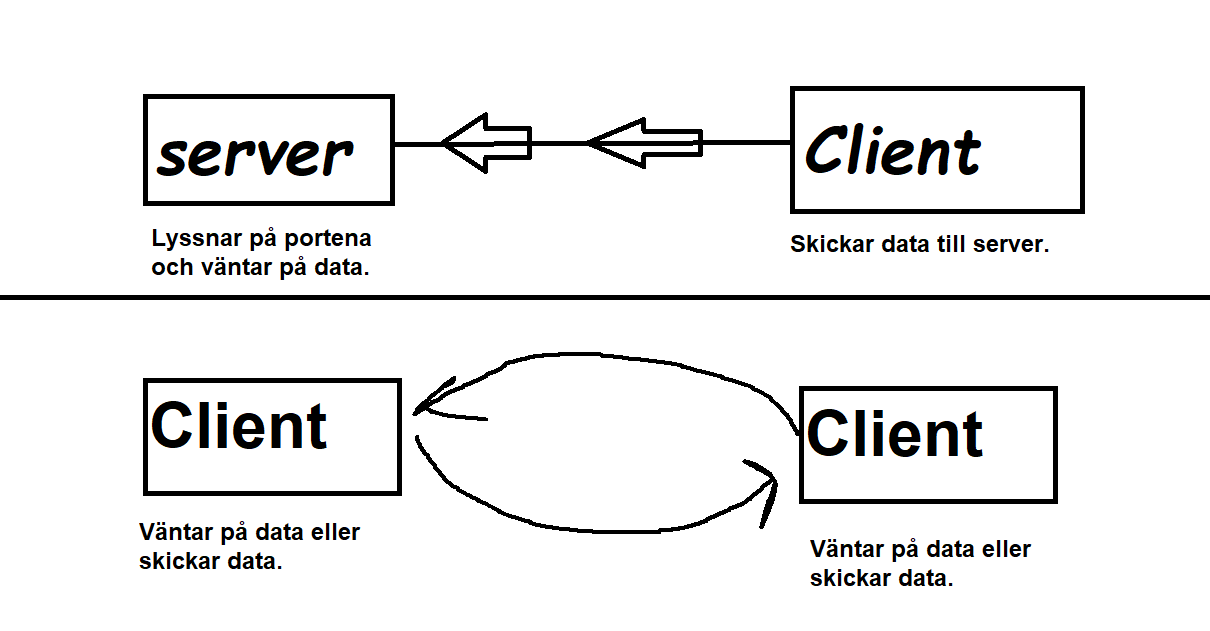 server
Client
Lyssnar på portena
och väntar på data.
Skickar data till server.
Client
Client
Väntar på data eller
skickar data.
Väntar på data eller
skickar data.